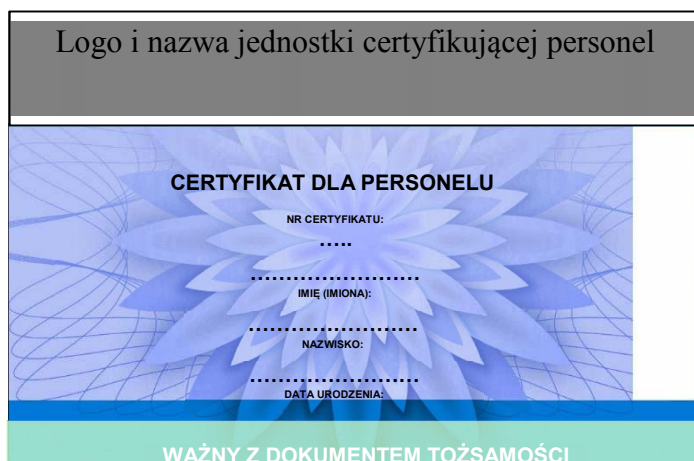 Logo i nazwa jednostki certyfikującej personel
CERTYFIKAT DLA PERSONELU
NR CERTYFIKATU:
.....
........................
IMIĘ (IMIONA):
........................
NAZWISKO:
........................
DATA URODZENIA:
WAŻNY Z DOKUMENTEM TOŻSAMOŚCI